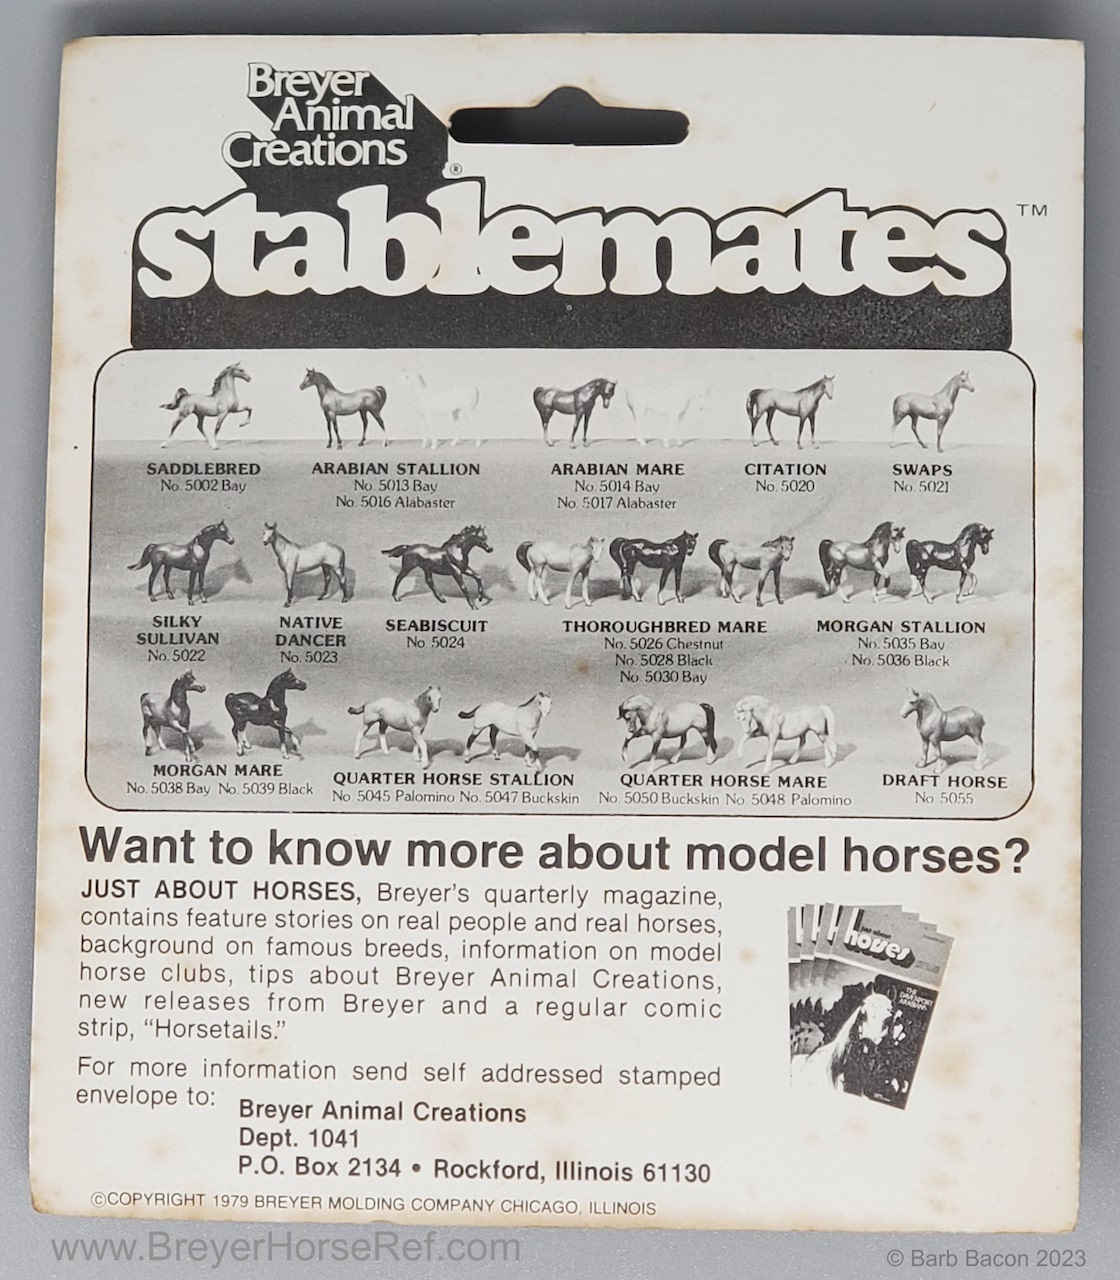 Breyer
Animal
Creations®
stablemates™
SADDLEBRED
No. 5002 Bay
ARABIAN STALLION
No. 5013 Bay
No. 5016 Alabaster
ARABIAN MARE
No. 5014 Bay
No. 5017 Alabaster
CITATION
No. 5020
SWAPS
No. 5021
SILKY
SULLIVAN
No. 5022
NATIVE
DANCER
No. 5023
SEABISCUIT
No. 5024
THOROUGHBRED MARE
No. 5026 Chestnut
No. 5028 Black
No. 5030 Bay
MORGAN STALLION
No. 5035 Bay
No. 5036 Black
MORGAN MARE
No. 5038 Bay No. 5039 Black
QUARTER HORSE STALLION
No. 5045 Palomino No. 5047 Buckskin
QUARTER HORSE MARE
No. 5050 Buckskin No. 5048 Palomino
DRAFT HORSE
No. 5055
Want to know more about model horses?
JUST ABOUT HORSES, Breyer's quarterly magazine,
contains feature stories on real people and real horses,
background on famous breeds, information on model
horse clubs, tips about Breyer Animal Creations,
new releases from Breyer and a regular comic
strip, “Horsetails.”
just about
horses
THE
DAVENPORT
ARABIANS
For more information send self addressed stamped
envelope to:
Breyer Animal Creations
Dept. 1041
P.O. Box 2134 • Rockford, Illinois 61130
©COPYRIGHT 1979 BREYER MOLDING COMPANY CHICAGO, ILLINOIS
www.BreyerHorseRef.com
© Barb Bacon 2023